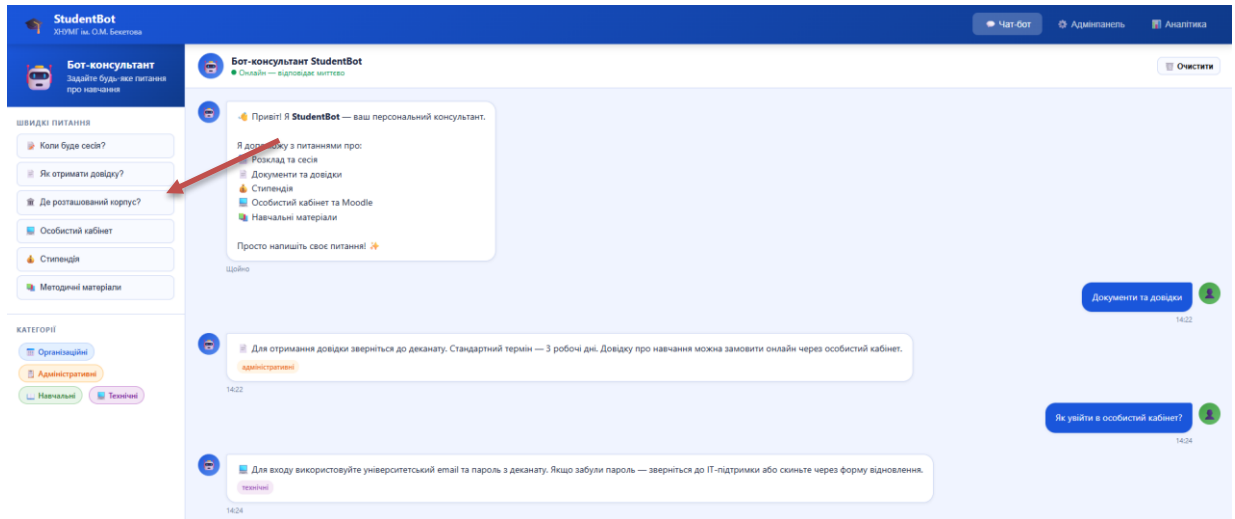 StudentBot
ХНУМГ ім. О.М. Бекетова
Чат-бот
Адмінпанель
Аналітика
Бот-консультант
Задайте будь-яке питання
про навчання
ШВИДКІ ПИТАННЯ
Коли буде сесія?
Як отримати довідку?
Де розташований корпус?
Особистий кабінет
Стипендія
Методичні матеріали
КАТЕГОРІЇ
Організаційні
Адміністративні
Навчальні
Технічні
Бот-консультант StudentBot
Онлайн — відповідає миттєво
Очистити
Привіт! Я StudentBot — ваш персональний консультант.
Я допоможу з питаннями про:
Розклад та сесія
Документи та довідки
Стипендія
Особистий кабінет та Moodle
Навчальні матеріали
Просто напишіть своє питання!
Щойно
Документи та довідки
14:22
Для отримання довідки зверніться до деканату. Стандартний термін — 3 робочі дні. Довідку про навчання можна замовити онлайн через особистий кабінет.
адміністративні
14:22
Як увійти в особистий кабінет?
14:24
Для входу використовуйте університетський email та пароль з деканату. Якщо забули пароль — зверніться до ІТ-підтримки або скиньте через форму відновлення.
технічні
14:24